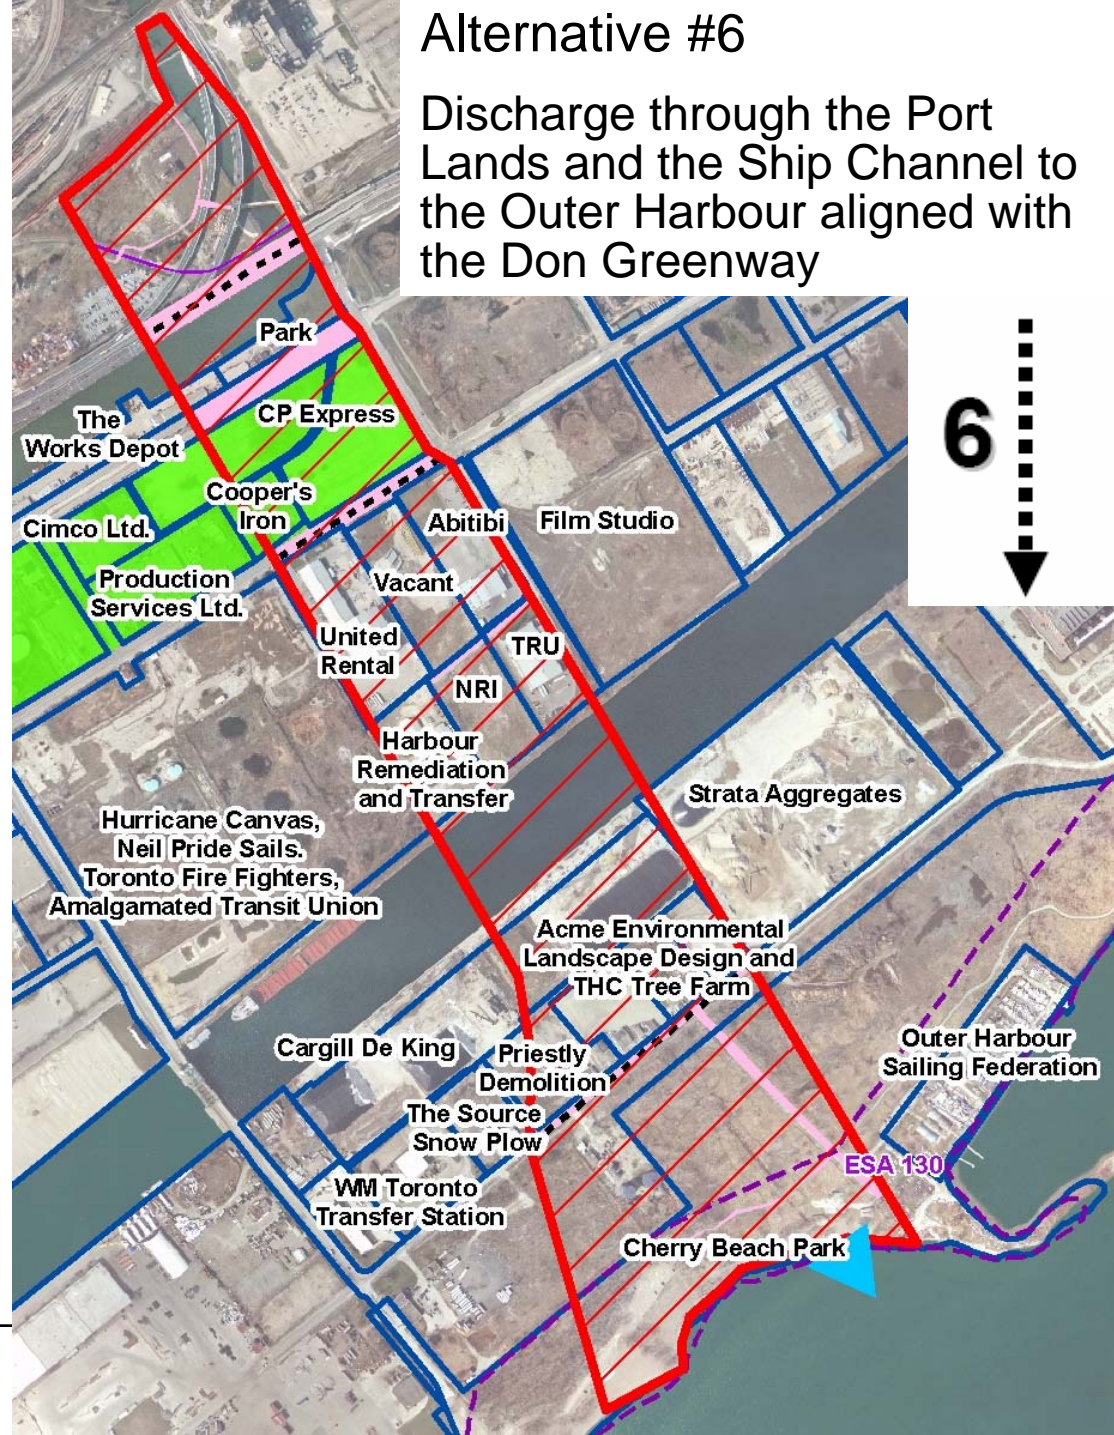 Alternative #6
Discharge through the Port
Lands and the Ship Channel to
the Outer Harbour aligned with
the Don Greenway
6
Park
The
Works Depot
CP Express
Cimco Ltd.
Cooper's
Iron
Abitibi
Film Studio
Production
Services Ltd.
Vacant
United
Rental
TRU
NRI
Harbour
Remediation
and Transfer
Strata Aggregates
Hurricane Canvas,
Neil Pride Sails.
Toronto Fire Fighters,
Amalgamated Transit Union
Acme Environmental
Landscape Design and
THC Tree Farm
Cargill De King
Priestly
Demolition
Outer Harbour
Sailing Federation
The Source
Snow Plow
ESA 130
WM Toronto
Transfer Station
Cherry Beach Park